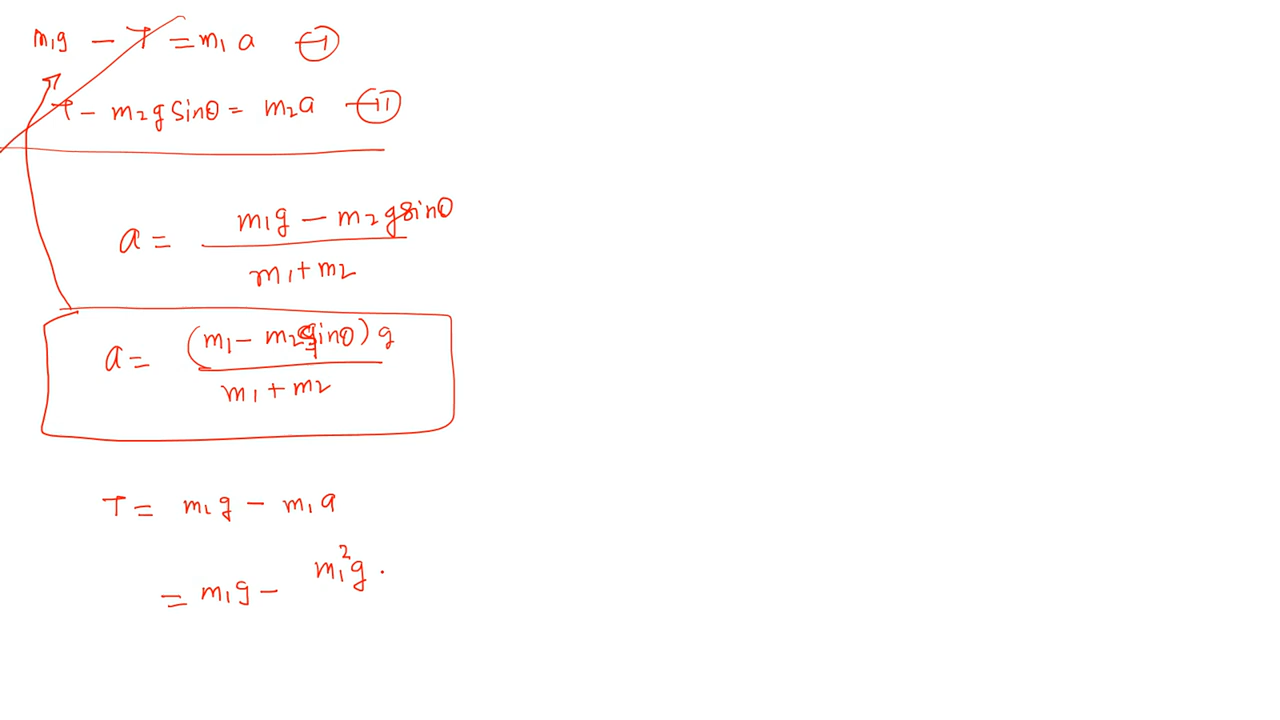 m₁g − T = m₁a —(I)
T − m₂g sinθ = m₂a —(II)
a = (m₁g − m₂g sinθ) / (m₁ + m₂)
a = (m₁ − m₂ sinθ) g / (m₁ + m₂)
T = m₁g − m₁a
= m₁g − m₁²g ·